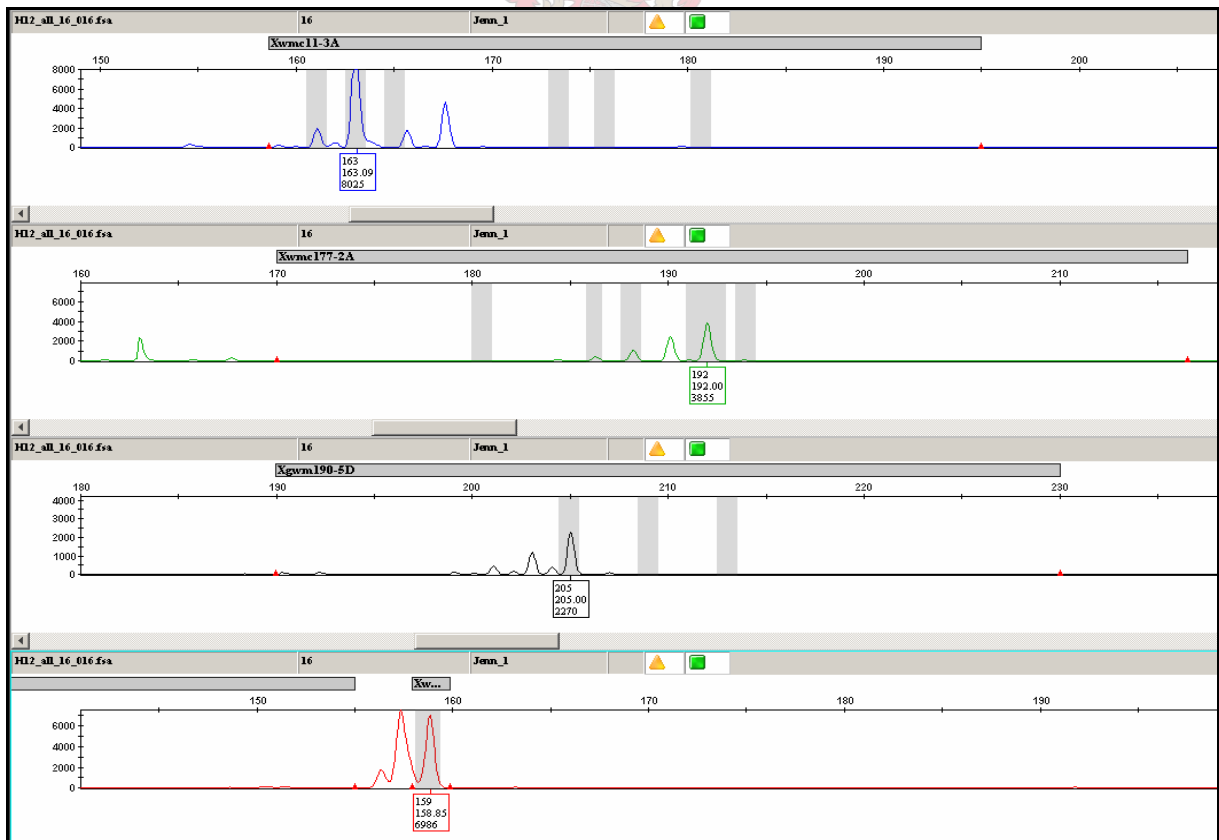 H12_all_16_016.fsa 16 Jenn_1
Xwmc11-3A
150 160 170 180 190 200
8000
6000
4000
2000
0
163
163.09
8025
H12_all_16_016.fsa 16 Jenn_1
Xwmc177-2A
160 170 180 190 200 210
6000
4000
2000
0
192
192.00
3855
H12_all_16_016.fsa 16 Jenn_1
Xgwm190-5D
180 190 200 210 220 230
4000
3000
2000
1000
0
205
205.00
2270
H12_all_16_016.fsa 16 Jenn_1
Xw...
150 160 170 180 190
6000
4000
2000
0
159
158.85
6986